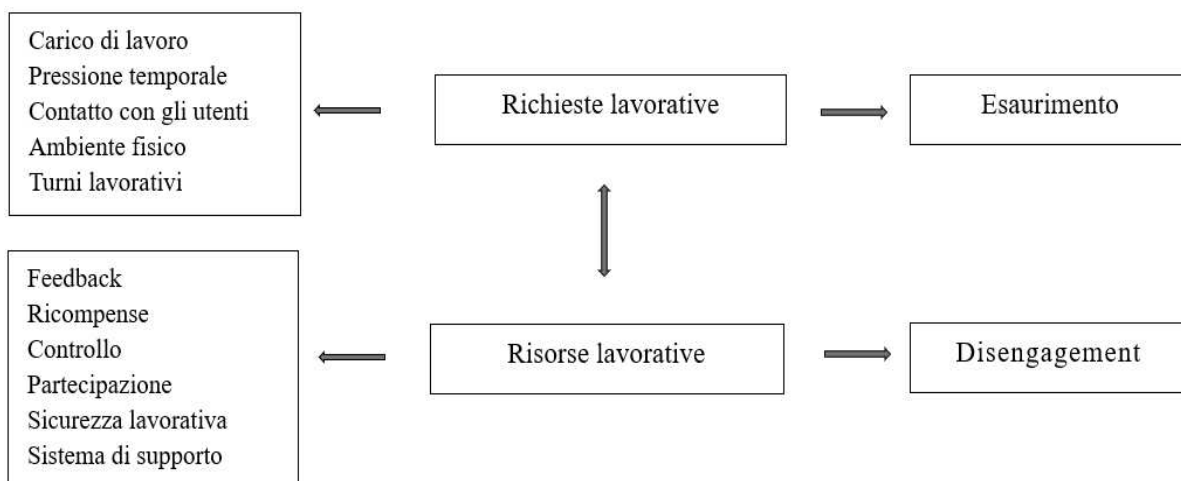 Carico di lavoro
Pressione temporale
Contatto con gli utenti
Ambiente fisico
Turni lavorativi
Richieste lavorative
Esaurimento
Feedback
Ricompense
Controllo
Partecipazione
Sicurezza lavorativa
Sistema di supporto
Risorse lavorative
Disengagement